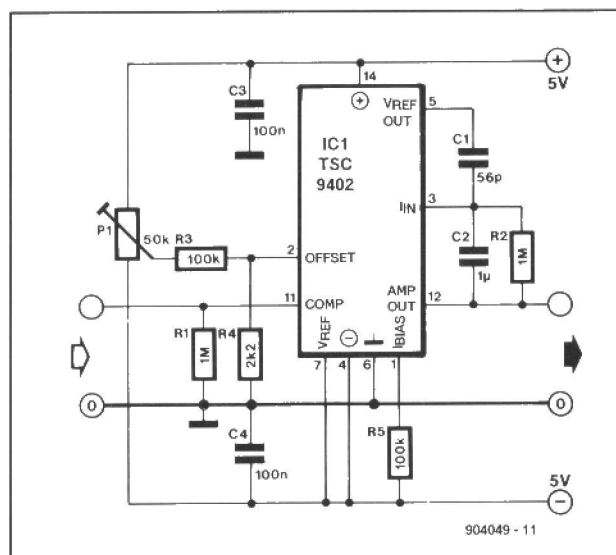 +
5V
14
C3
100n
+
VREF
OUT
5
C1
56p
IC1
TSC
9402
IIN
3
P1
50k
R3
100k
2
OFFSET
C2
1µ
R2
1M
11
COMP
AMP
OUT
12
R1
1M
R4
2k2
VREF
−
⊥
IBIAS
7
4
6
1
0
0
C4
100n
R5
100k
5V
−
904049 - 11